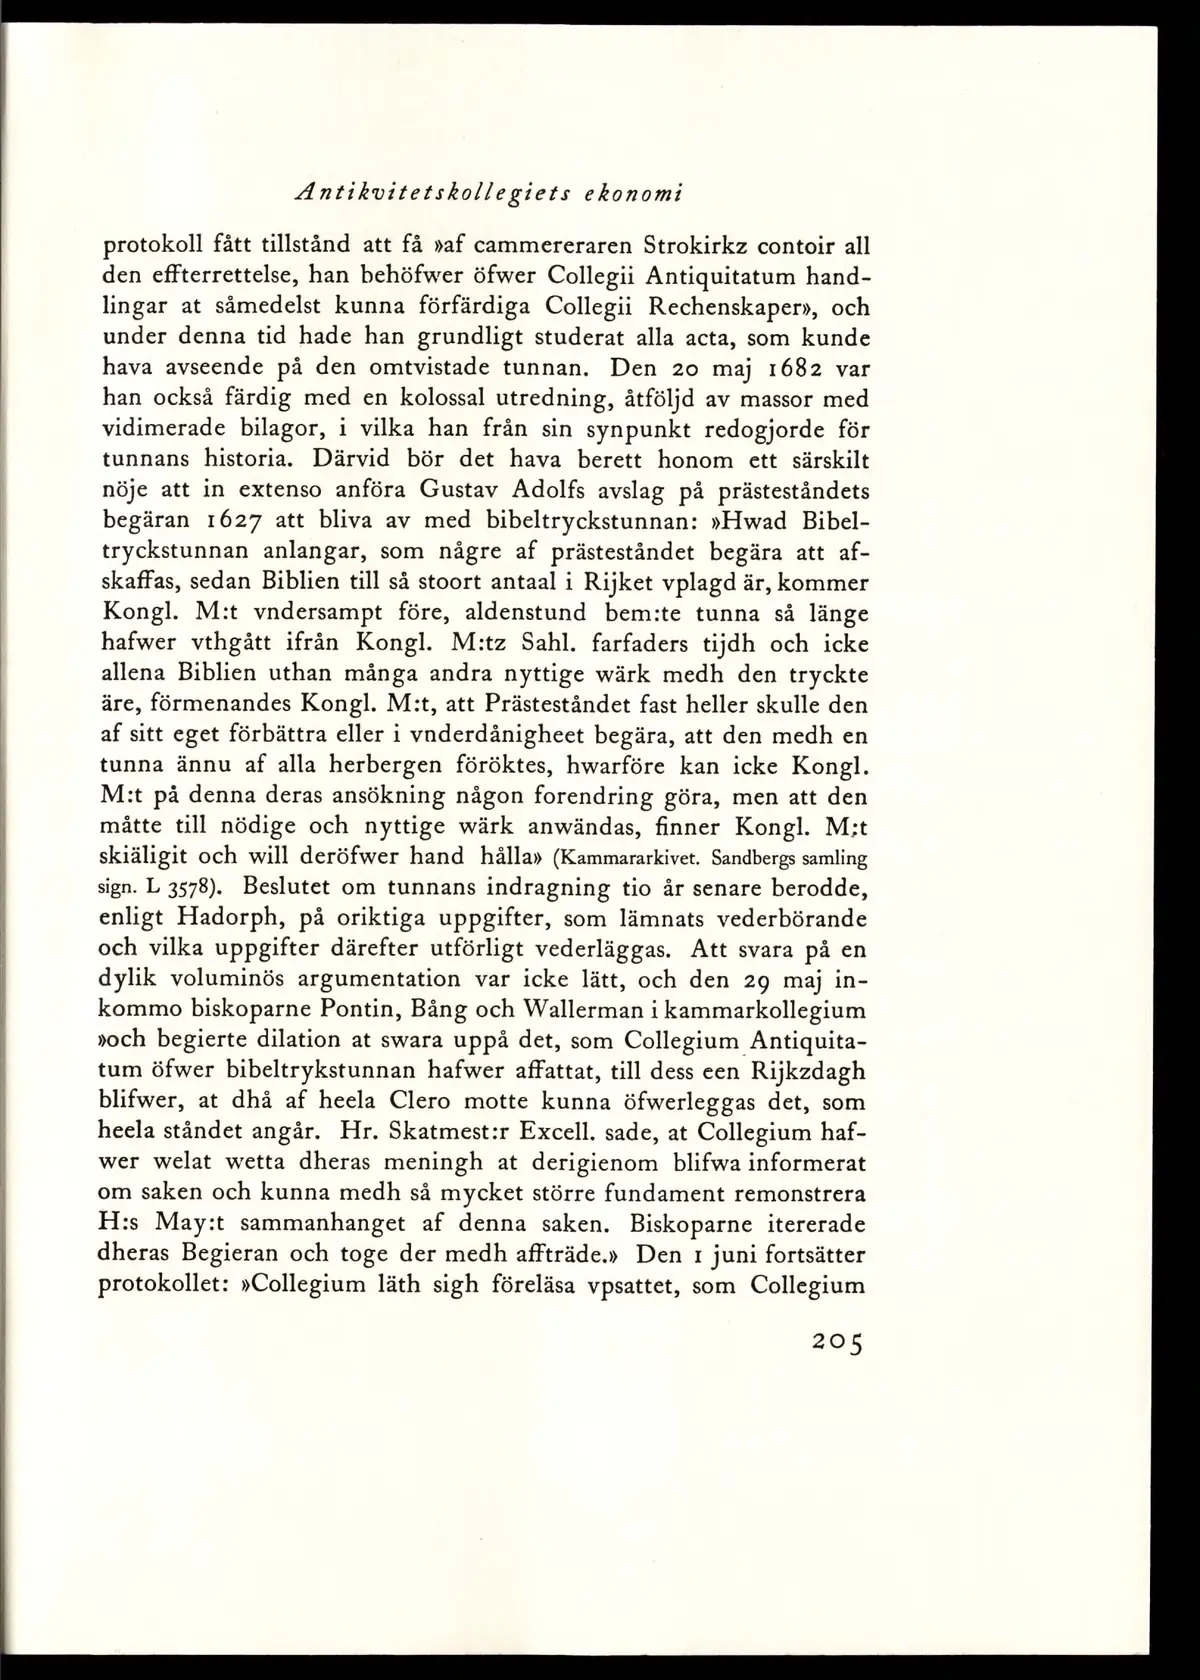 Antikvitetskollegiets ekonomi
protokoll fått tillstånd att få »af cammereraren Strokirkz contoir all
den effterrettelse, han behöfwer öfwer Collegii Antiquitatum hand-
lingar at såmedelst kunna förfärdiga Collegii Rechenskaper», och
under denna tid hade han grundligt studerat alla acta, som kunde
hava avseende på den omtvistade tunnan. Den 20 maj 1682 var
han också färdig med en kolossal utredning, åtföljd av massor med
vidimerade bilagor, i vilka han från sin synpunkt redogjorde för
tunnans historia. Därvid bör det hava berett honom ett särskilt
nöje att in extenso anföra Gustav Adolfs avslag på prästeståndets
begäran 1627 att bliva av med bibeltryckstunnan: »Hwad Bibel-
tryckstunnan anlangar, som några af prästeståndet begära att af-
skaffas, sedan Biblien till så stoort antaal i Rijket vplagd är, kommer
Kongl. M:t vndersampt före, aldenstund bem:te tunna så länge
hafwer vthgått ifrån Kongl. M:tz Sahl. farfaders tijdh och icke
allena Biblien uthan många andra nyttige wärk medh den tryckte
äre, förmenandes Kongl. M:t, att Prästeståndet fast heller skulle den
af sitt eget förbättra eller i vnderdånigheet begära, att den medh en
tunna ännu af alla herbergen föröktes, hwarföre kan icke Kongl.
M:t på denna deras ansökning någon forendring göra, men att den
måtte till nödige och nyttige wärk anwändas, finner Kongl. M:t
skiäligit och will deröfwer hand hålla» (Kammararkivet. Sandbergs samling
sign. L 3578). Beslutet om tunnans indragning tio år senare berodde,
enligt Hadorph, på oriktiga uppgifter, som lämnats vederbörande
och vilka uppgifter därefter utförligt vederläggas. Att svara på en
dylik voluminös argumentation var icke lätt, och den 29 maj in-
kommo biskoparne Pontin, Bång och Wallerman i kammarkollegium
»och begierte dilation at swara uppå det, som Collegium Antiquita-
tum öfwer bibeltrykstunnan hafwer affattat, till dess een Rijkzdagh
blifwer, at dhå af heela Clero motte kunna öfwerleggas det, som
heela ståndet angår. Hr. Skatmest:r Excell. sade, at Collegium haf-
wer welat wetta dheras meningh at derigienom blifwa informerat
om saken och kunna medh så mycket större fundament remonstrera
H:s May:t sammanhanget af denna saken. Biskoparne itererade
dheras Begieran och toge der medh affträde.» Den 1 juni fortsätter
protokollet: »Collegium läth sigh föreläsa vpsattet, som Collegium
205